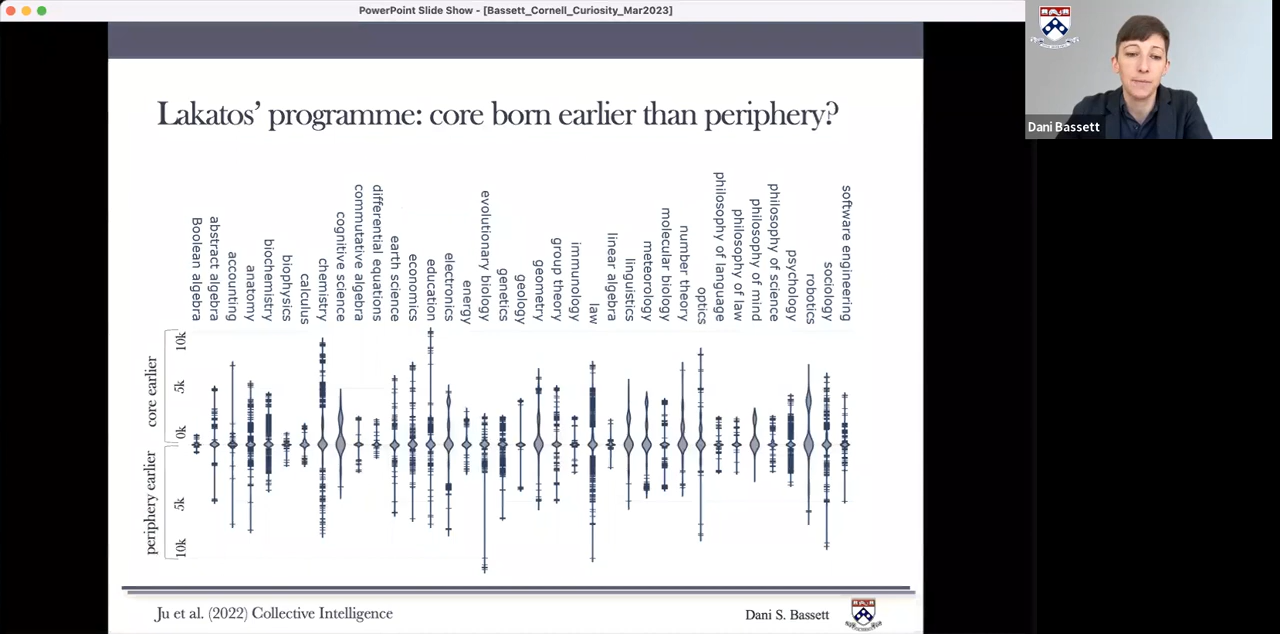 PowerPoint Slide Show - [Bassett_Cornell_Curiosity_Mar2023]
Dani Bassett
Lakatos' programme: core born earlier than periphery?
Boolean algebra
abstract algebra
accounting
anatomy
biochemistry
biophysics
calculus
chemistry
cognitive science
commutative algebra
differential equations
earth science
economics
education
electronics
energy
evolutionary biology
genetics
geology
geometry
group theory
immunology
law
linear algebra
linguistics
meteorology
molecular biology
number theory
optics
philosophy of language
philosophy of law
philosophy of mind
philosophy of science
psychology
robotics
sociology
software engineering
core earlier
periphery earlier
10k
5k
0k
5k
10k
Ju et al. (2022) Collective Intelligence
Dani S. Bassett